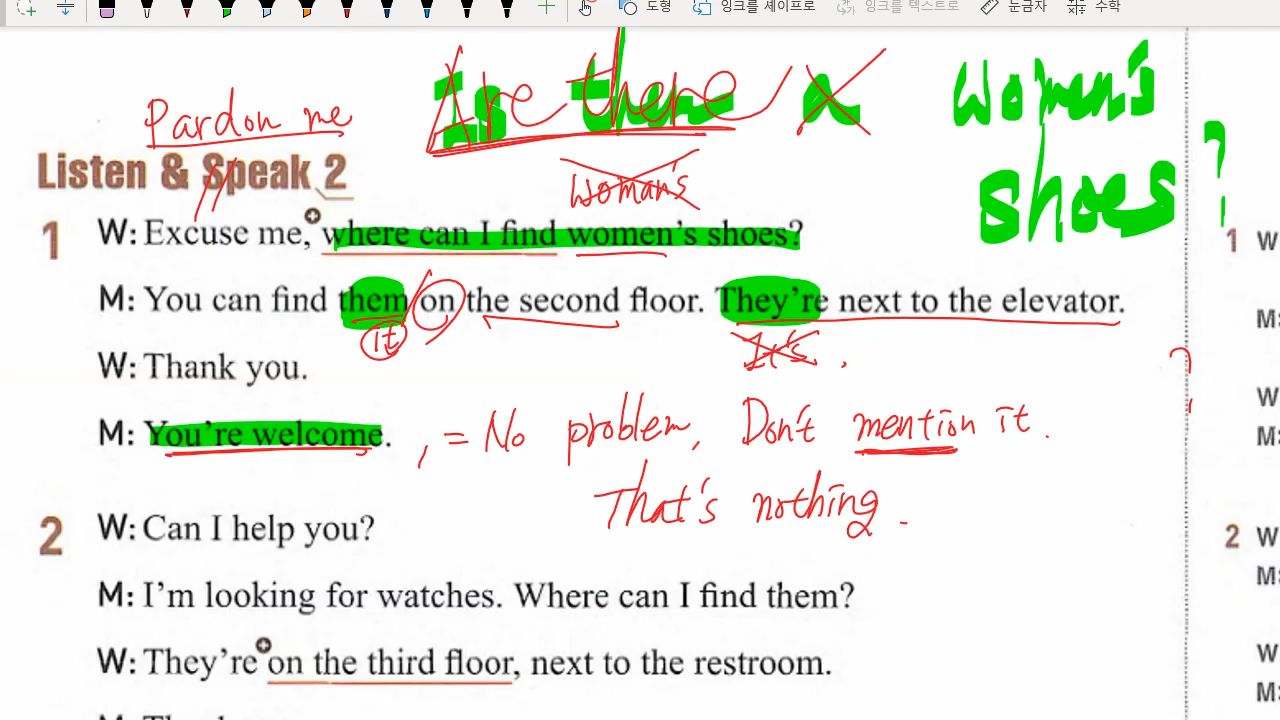 도형 잉크를 셰이프로 잉크를 텍스트로 눈금자 수학
Are there a women's
shoes ?
Pardon me
woman's
Listen & Speak 2
1 W: Excuse me, where can I find women's shoes?
M: You can find them on the second floor. They're next to the elevator.
it It's .
W: Thank you.
M: You're welcome. , = No problem, Don't mention it.
That's nothing.
2 W: Can I help you?
M: I'm looking for watches. Where can I find them?
W: They're on the third floor, next to the restroom.
1 W
M:
?
W
M:
2 W
M:
W
M: